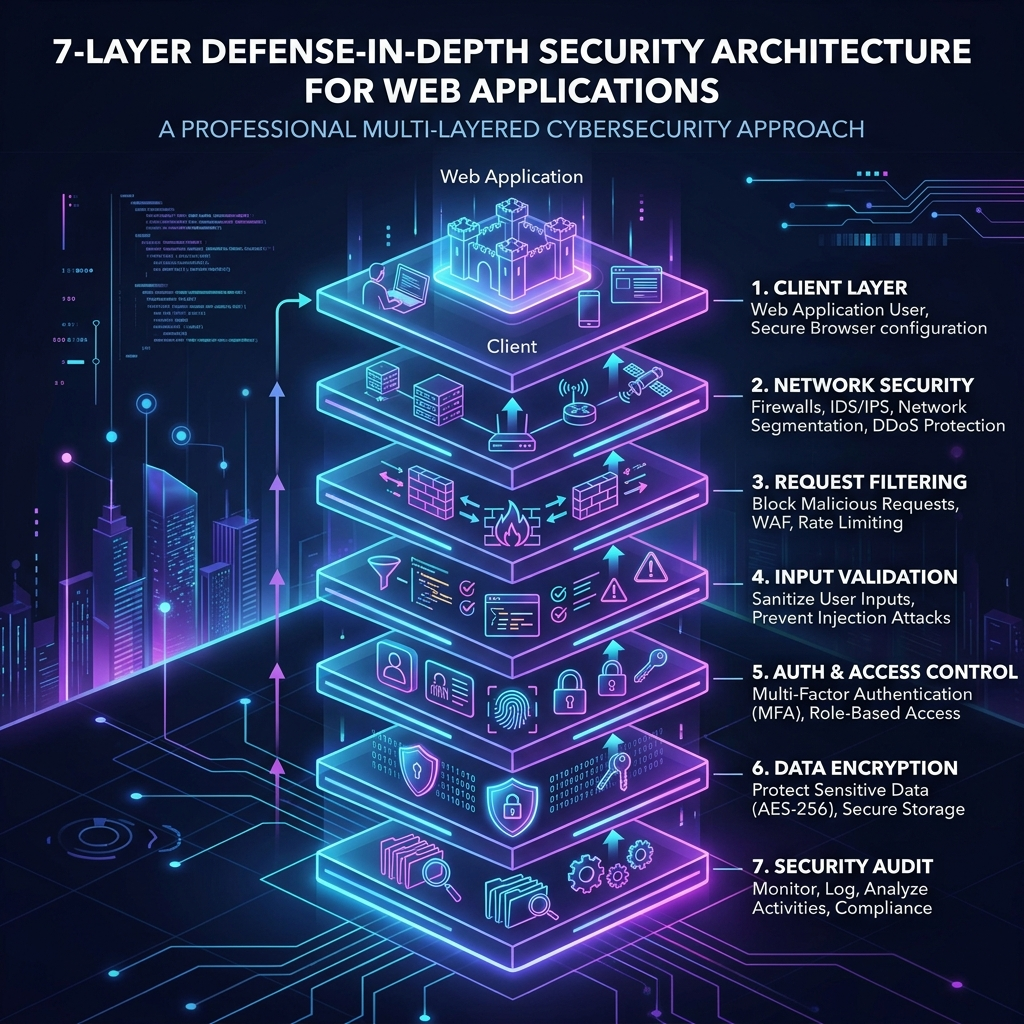 7-LAYER DEFENSE-IN-DEPTH SECURITY ARCHITECTURE
FOR WEB APPLICATIONS
A PROFESSIONAL MULTI-LAYERED CYBERSECURITY APPROACH
Web Application
Client
1. CLIENT LAYER
Web Application User,
Secure Browser configuration
2. NETWORK SECURITY
Firewalls, IDS/IPS, Network
Segmentation, DDoS Protection
3. REQUEST FILTERING
Block Malicious Requests,
WAF, Rate Limiting
4. INPUT VALIDATION
Sanitize User Inputs,
Prevent Injection Attacks
5. AUTH & ACCESS CONTROL
Multi-Factor Authentication
(MFA), Role-Based Access
6. DATA ENCRYPTION
Protect Sensitive Data
(AES-256), Secure Storage
7. SECURITY AUDIT
Monitor, Log, Analyze
Activities, Compliance